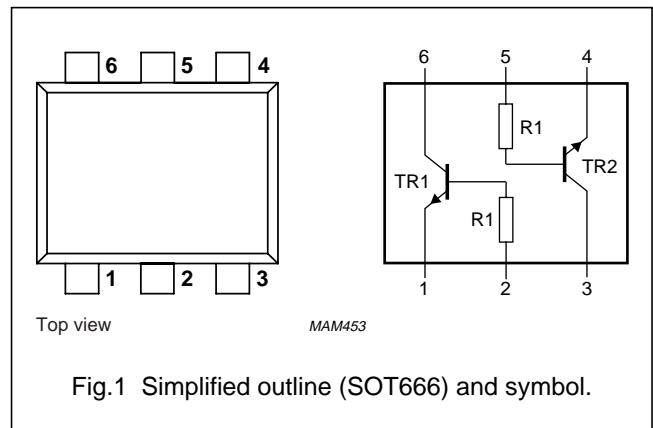 6 5 4
1 2 3
Top view
6 5 4
R1
TR1
TR2
R1
1 2 3
MAM453
Fig.1 Simplified outline (SOT666) and symbol.